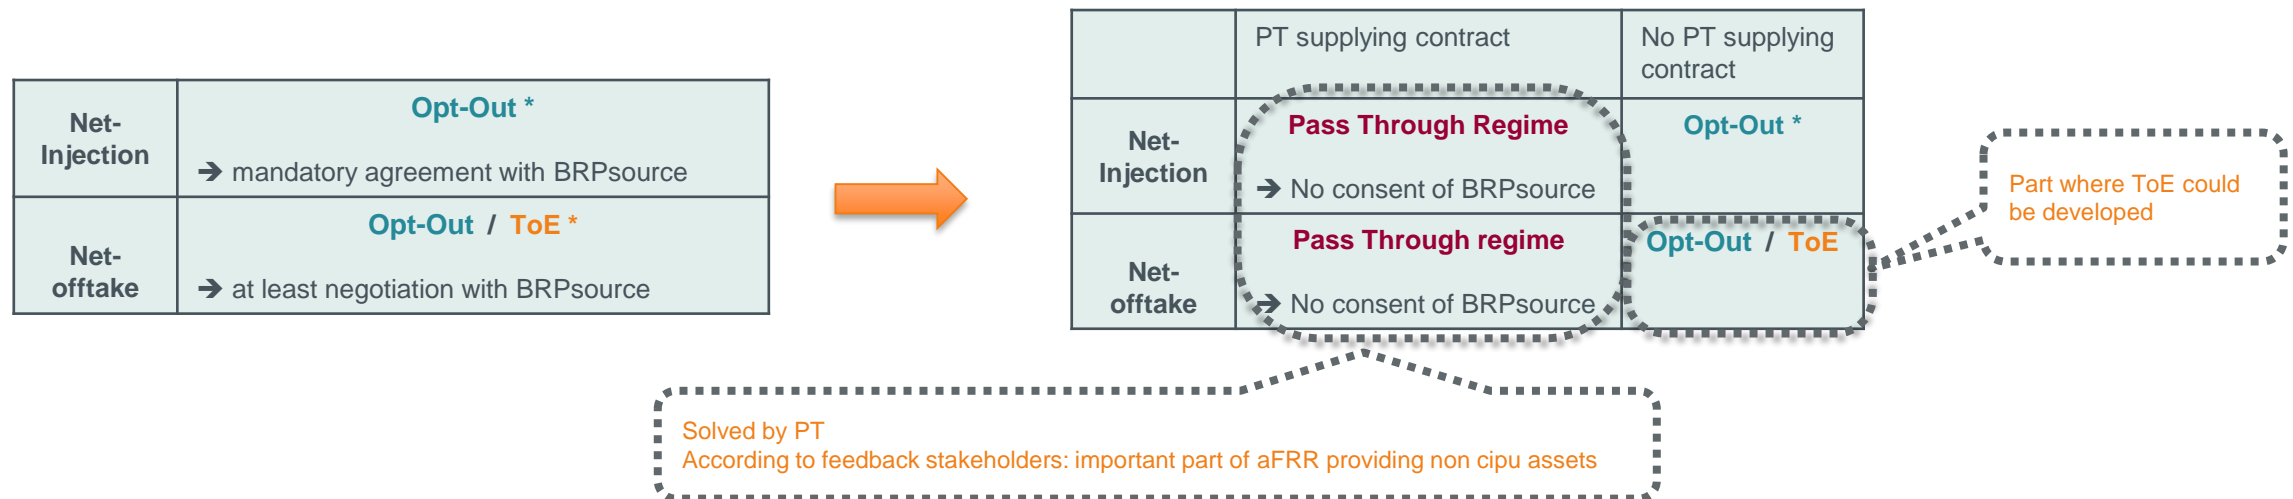 Net-
Injection
Opt-Out *
➔ mandatory agreement with BRPsource
Net-
offtake
Opt-Out / ToE *
➔ at least negotiation with BRPsource
PT supplying contract
No PT supplying
contract
Net-
Injection
Pass Through Regime
➔ No consent of BRPsource
Opt-Out *
Net-
offtake
Pass Through regime
➔ No consent of BRPsource
Opt-Out / ToE
Part where ToE could
be developed
Solved by PT
According to feedback stakeholders: important part of aFRR providing non cipu assets